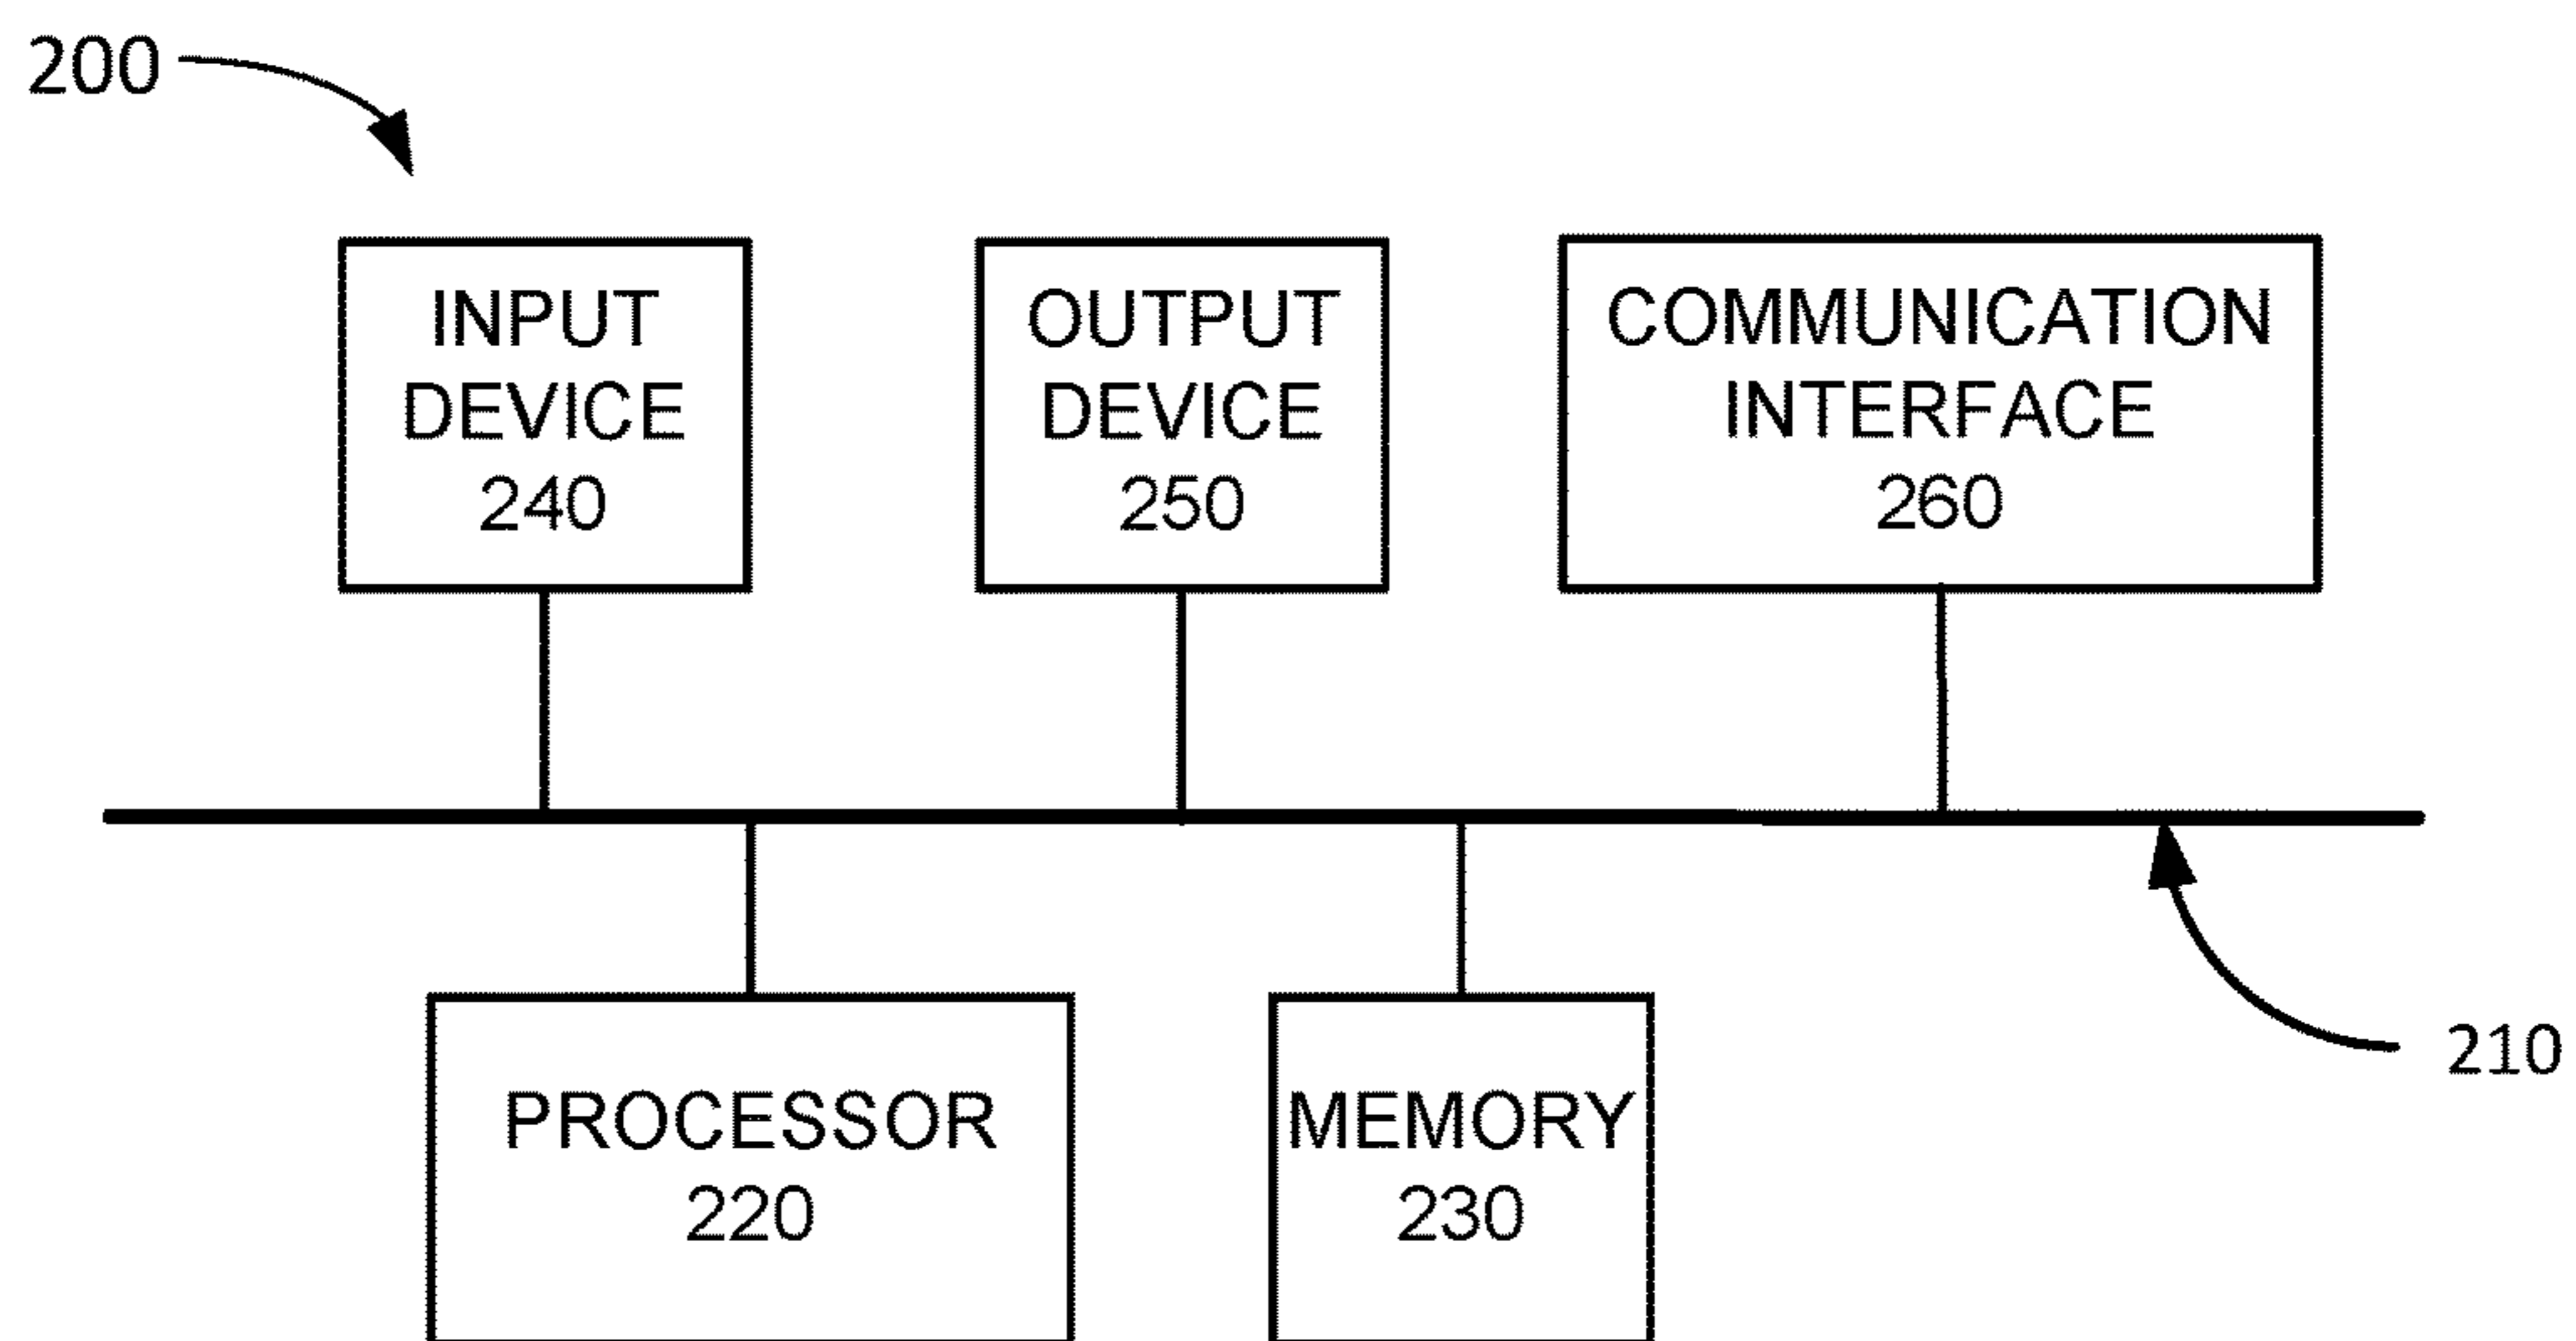 200
INPUT
DEVICE
240
OUTPUT
DEVICE
250
COMMUNICATION
INTERFACE
260
210
PROCESSOR
220
MEMORY
230